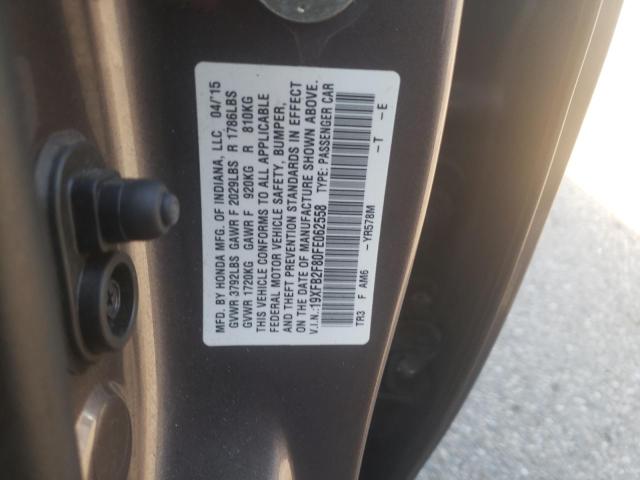 MFD. BY HONDA MFG. OF INDIANA, LLC 04/'15
GVWR 3792LBS GAWR F 2029LBS R 1786LBS
GVWR 1720KG GAWR F 920KG R 810KG
THIS VEHICLE CONFORMS TO ALL APPLICABLE
FEDERAL MOTOR VEHICLE SAFETY, BUMPER,
AND THEFT PREVENTION STANDARDS IN EFFECT
ON THE DATE OF MANUFACTURE SHOWN ABOVE.
V.I.N.:19XFB2F80FE062558 TYPE: PASSENGER CAR
TR3 F AM6 -YR578M -T -E